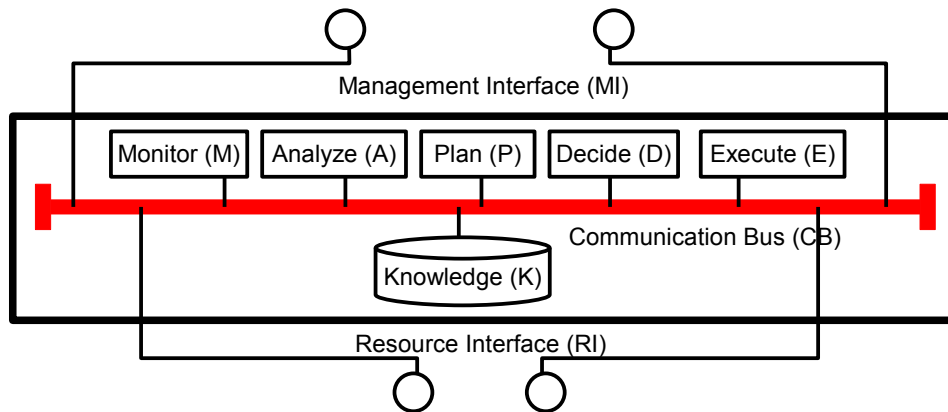 Management Interface (MI)
Monitor (M)
Analyze (A)
Plan (P)
Decide (D)
Execute (E)
Communication Bus (CB)
Knowledge (K)
Resource Interface (RI)